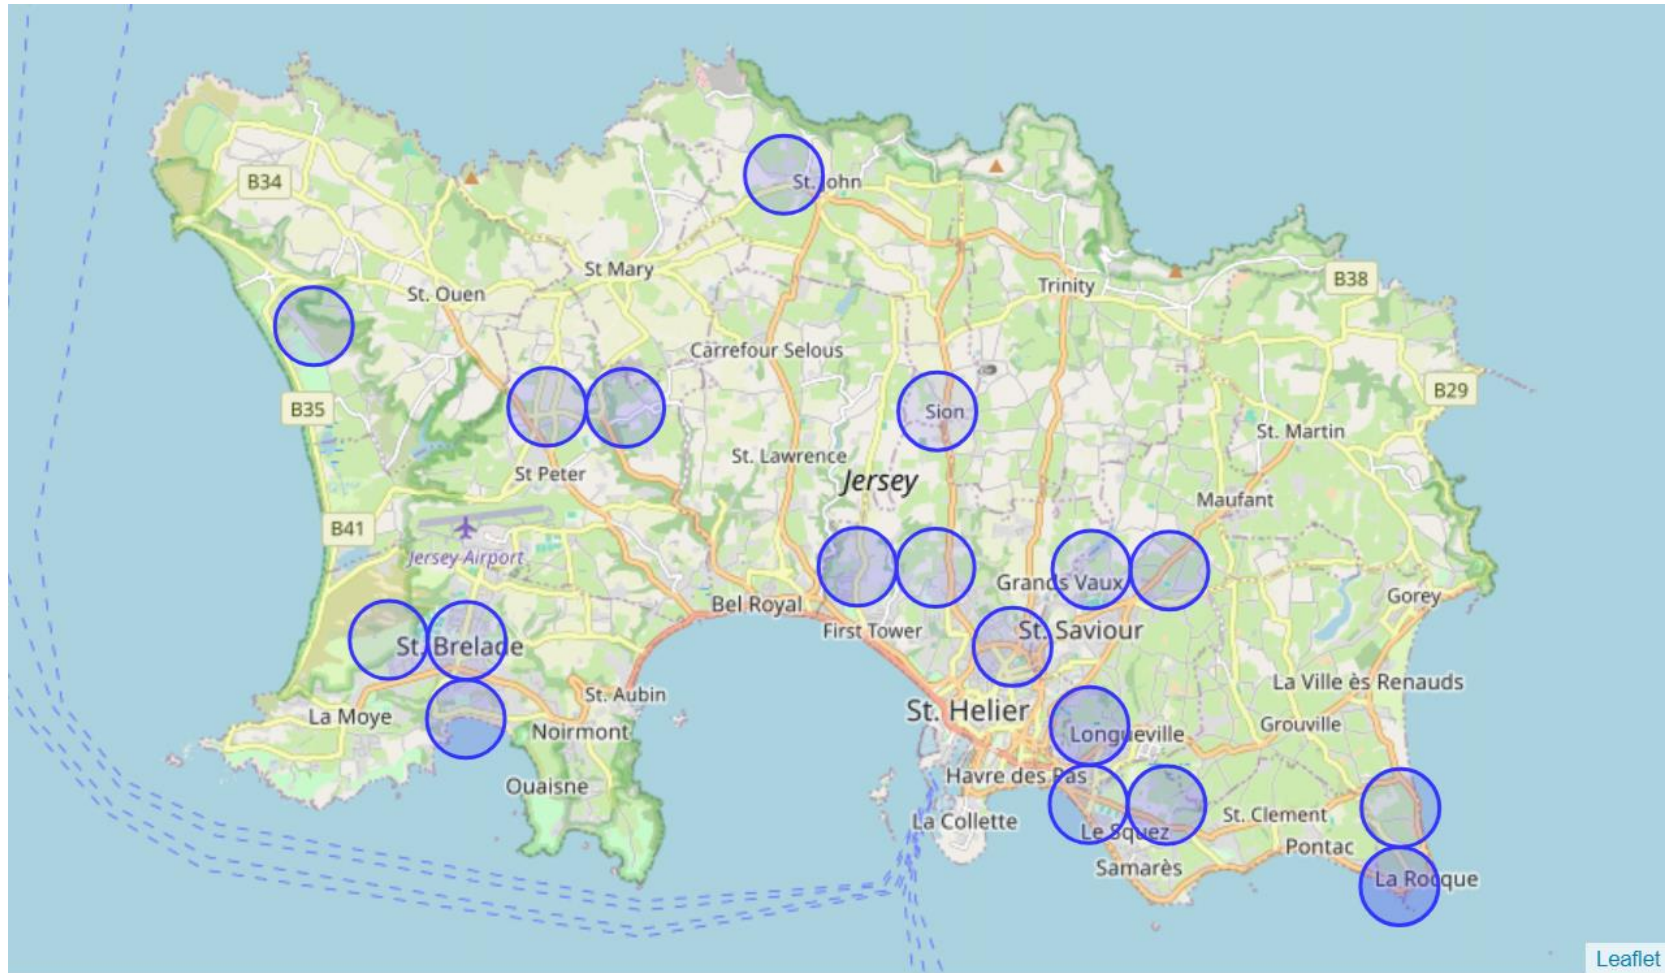 B34
St. John
St Mary
St. Ouen
Trinity
B38
Carrefour Selous
B35
Sion
B29
St. Martin
St. Lawrence
St Peter
Jersey
Maufant
B41
Jersey Airport
Grands Vaux
Bel Royal
Gorey
First Tower
St. Saviour
St. Brelade
La Ville ès Renauds
St. Aubin
La Moye
St. Helier
Noirmont
Longueville
Grouville
Havre des Pas
Ouaisne
La Collette
St. Clement
Le Squez
Pontac
Samarès
La Rocque
Leaflet